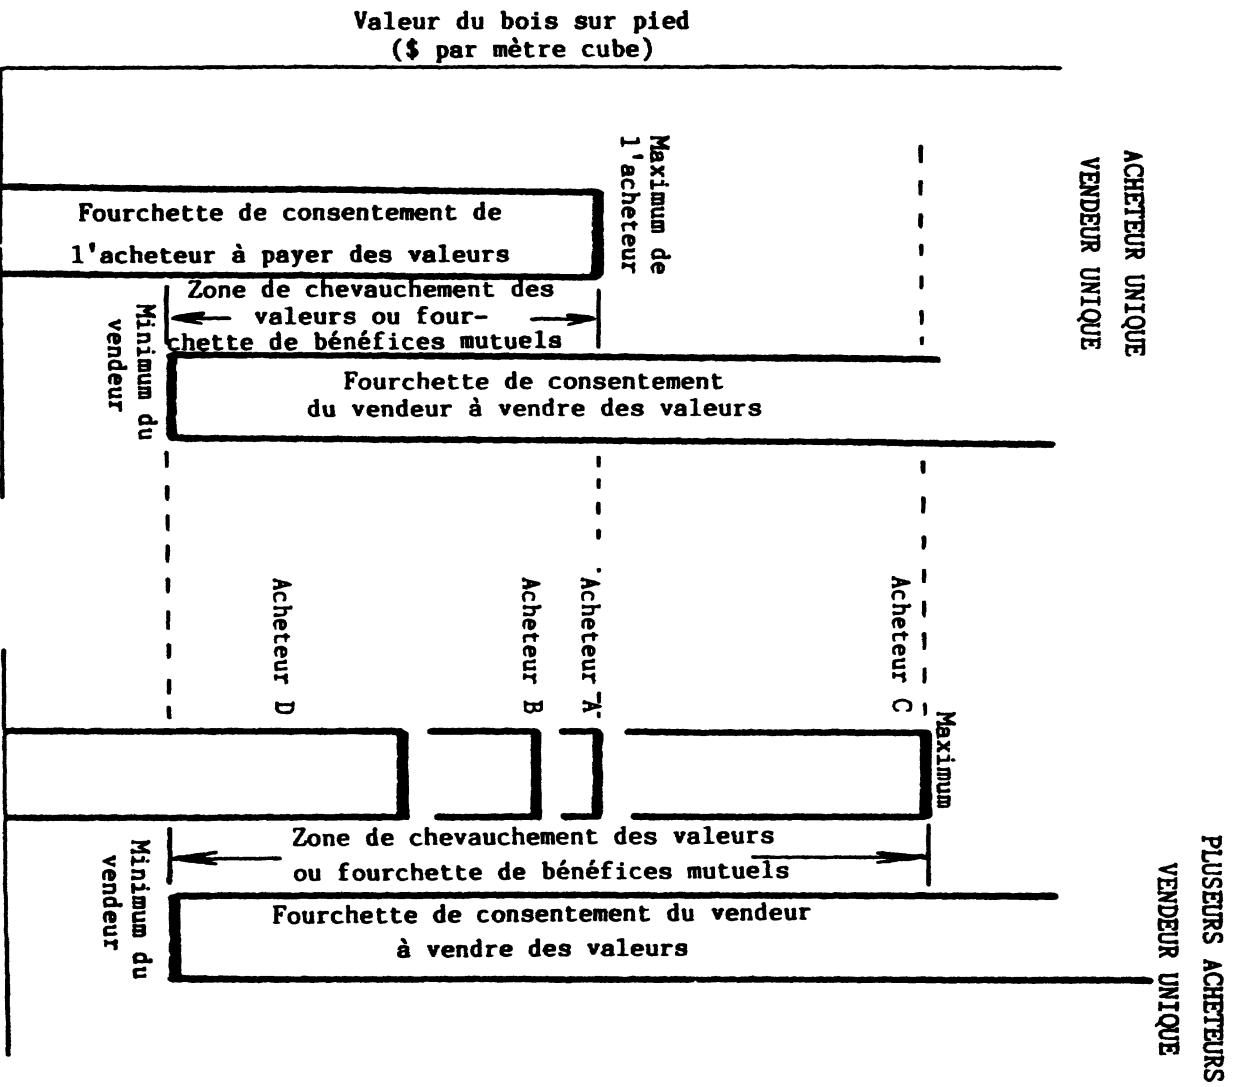 Valeur du bois sur pied
($ par mètre cube)
ACHETEUR UNIQUE
VENDEUR UNIQUE
Maximum de
l'acheteur
Fourchette de consentement de
l'acheteur à payer des valeurs
Zone de chevauchement des
valeurs ou four-
chette de bénéfices mutuels
Minimum du
vendeur
Fourchette de consentement
du vendeur à vendre des valeurs
Acheteur D
Acheteur B
Acheteur A
Acheteur C
Maximum
Zone de chevauchement des valeurs
ou fourchette de bénéfices mutuels
Minimum du
vendeur
Fourchette de consentement du vendeur
à vendre des valeurs
PLUSEURS ACHETEURS
VENDEUR UNIQUE